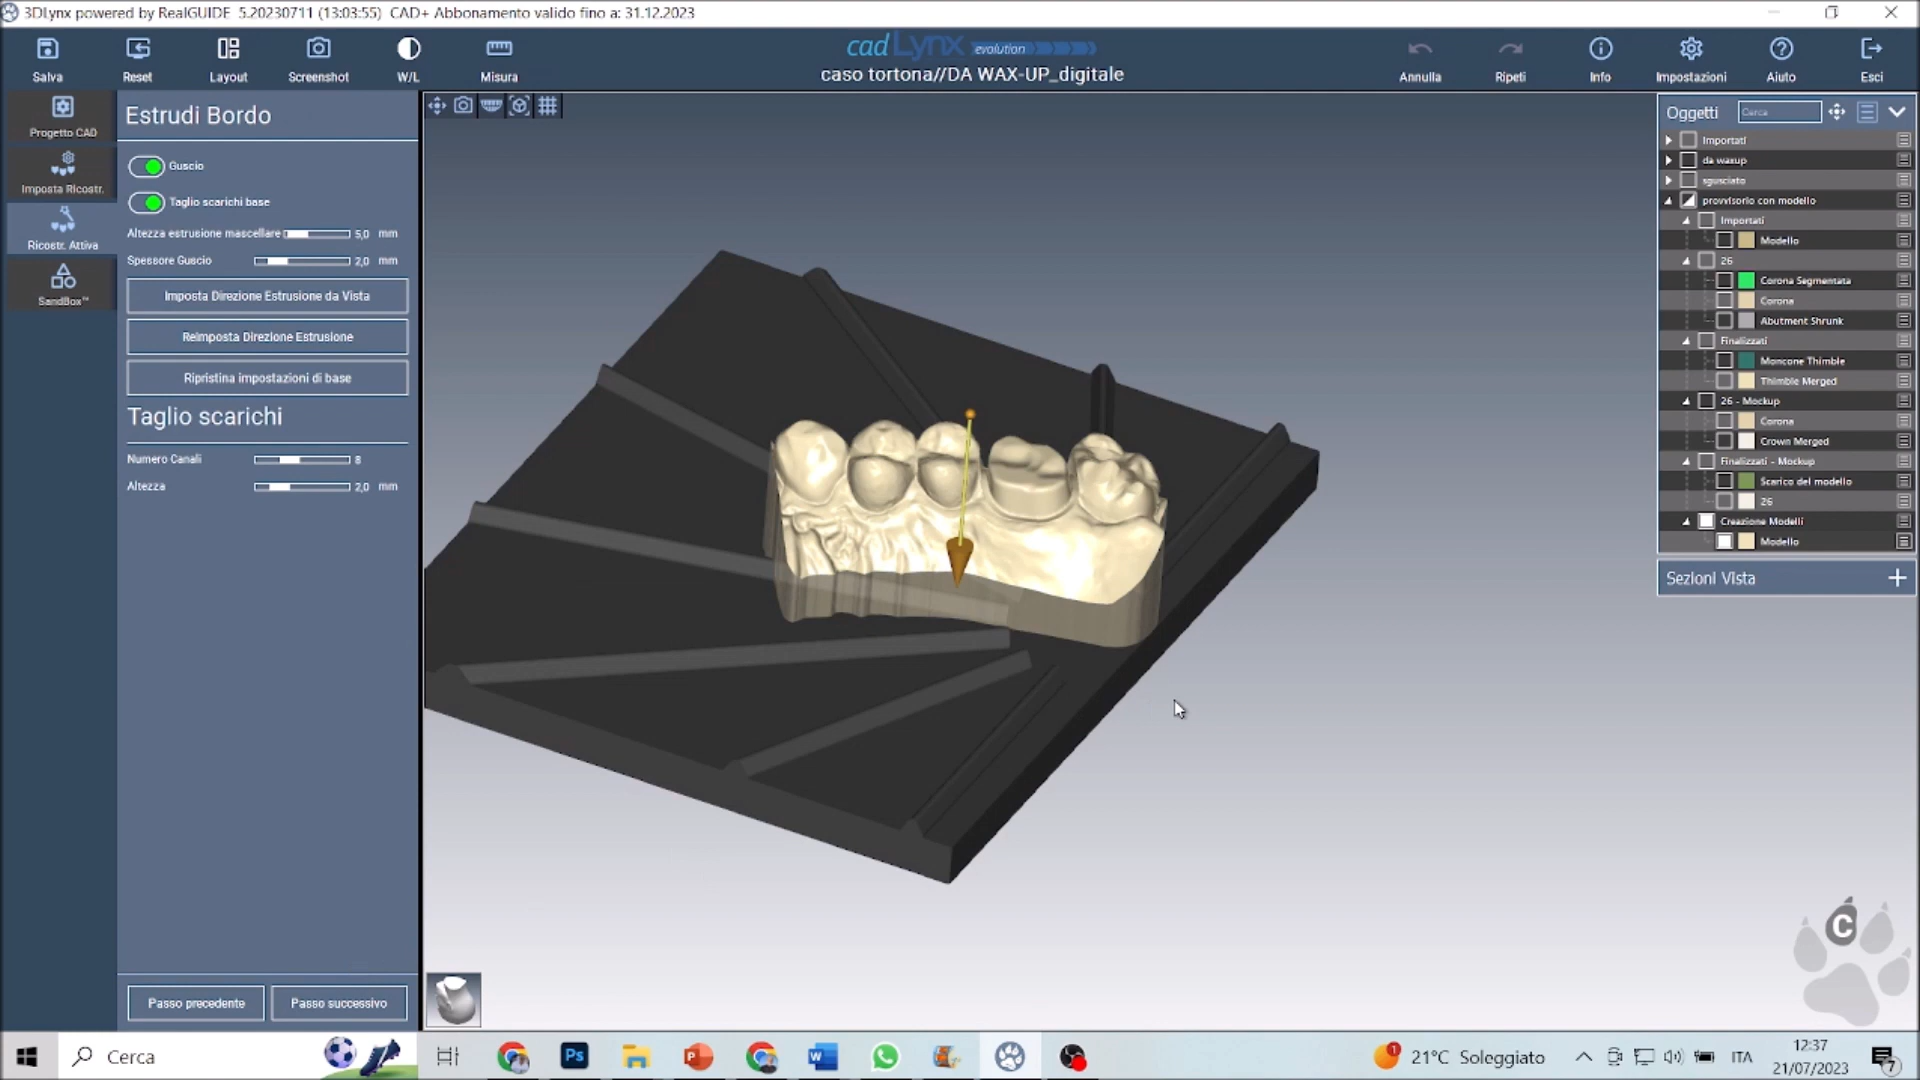 3DLynx powered by RealGUIDE 5.20230711 (13:03:55) CAD+ Abbonamento valido fino a: 31.12.2023
Salva
Reset
Layout
Screenshot
W/L
Misura
cadLynx evolution
caso tortona//DA WAX-UP_digitale
Annulla
Ripeti
Info
Impostazioni
Aiuto
Esci
Progetto CAD
Imposta Ricostr.
Ricostr. Attiva
SandBox™
Estrudi Bordo
Guscio
Taglio scarichi base
Altezza estrusione mascellare 5,0 mm
Spessore Guscio 2,0 mm
Imposta Direzione Estrusione da Vista
Reimposta Direzione Estrusione
Ripristina impostazioni di base
Taglio scarichi
Numero Canali 8
Altezza 2,0 mm
Passo precedente
Passo successivo
Oggetti Cerca
Importati
da waxup
sgusciato
provvisorio con modello
Importati
Modello
26
Corona Segmentata
Corona
Abutment Shrunk
Finalizzati
Moncone Thimble
Thimble Merged
26 - Mockup
Corona
Crown Merged
Finalizzati - Mockup
Scarico del modello
26
Creazione Modelli
Modello
Sezioni Vista
C
Cerca
Ps
P
W
1
21°C Soleggiato
ITA
12:37
21/07/2023
7